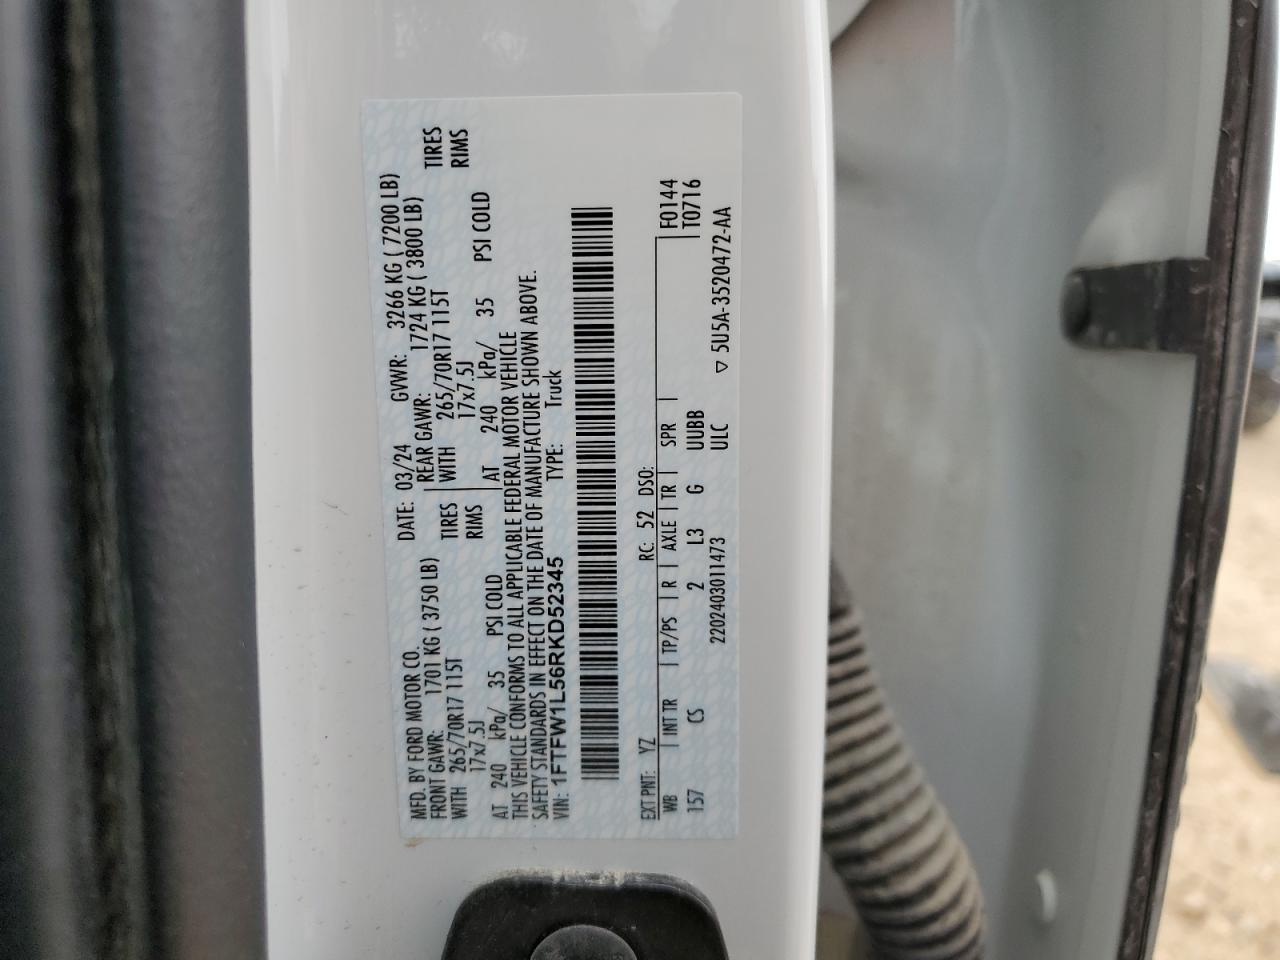 MFD. BY FORD MOTOR CO. DATE: 03/24 GVWR: 3266 KG ( 7200 LB)
FRONT GAWR: 1701 KG ( 3750 LB) REAR GAWR: 1724 KG ( 3800 LB)
WITH 265/70R17 115T TIRES WITH 265/70R17 115T TIRES
17x7.5J RIMS 17x7.5J RIMS
AT 240 kPa/ 35 PSI COLD AT 240 kPa/ 35 PSI COLD
THIS VEHICLE CONFORMS TO ALL APPLICABLE FEDERAL MOTOR VEHICLE
SAFETY STANDARDS IN EFFECT ON THE DATE OF MANUFACTURE SHOWN ABOVE.
VIN: 1FTFW1L56RKD52345 TYPE: Truck
EXT PNT: YZ RC: 52 DSO: F0144
WB INT TR TP/PS R AXLE TR SPR T0716
157 CS 2 L3 G UUBB
2202403011473 ULC ▽ 5U5A-3520472-AA